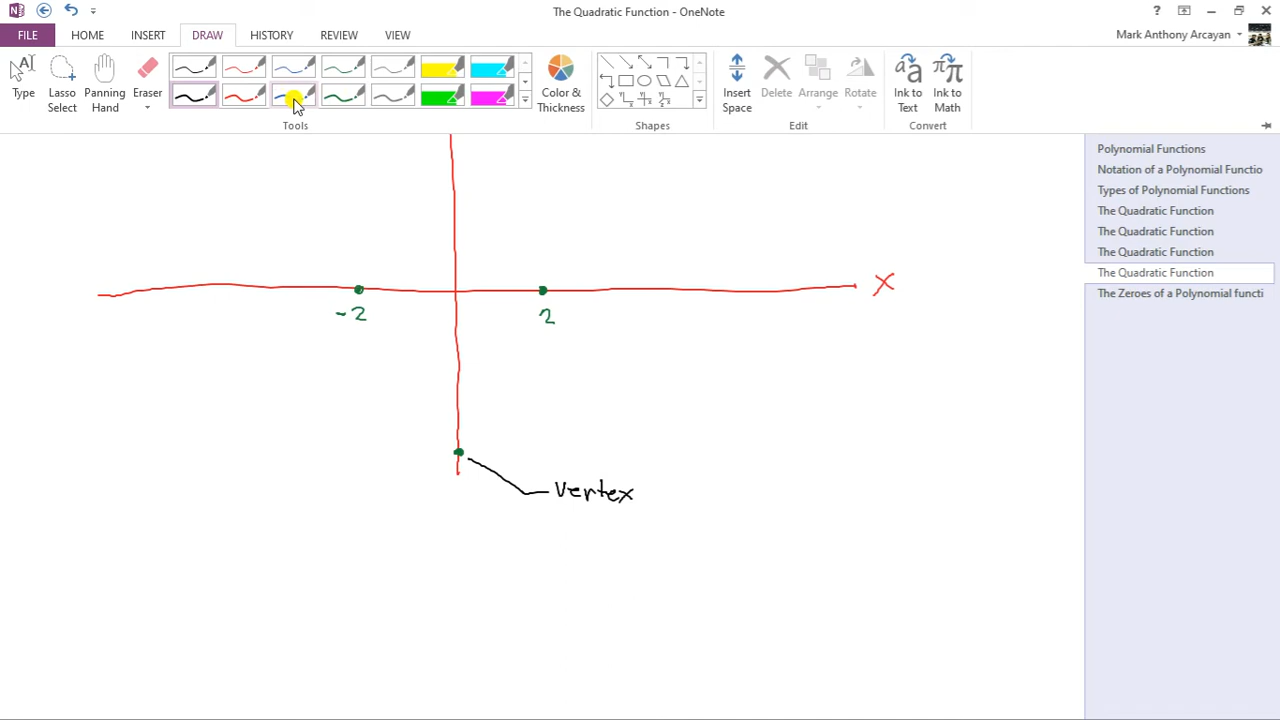 The Quadratic Function - OneNote
?
FILE HOME INSERT DRAW HISTORY REVIEW VIEW
Mark Anthony Arcayan
Type
Lasso Select
Panning Hand
Eraser
Color & Thickness
Insert Space
Delete
Arrange
Rotate
Ink to Text
Ink to Math
Tools
Shapes
Edit
Convert
Polynomial Functions
Notation of a Polynomial Functio
Types of Polynomial Functions
The Quadratic Function
The Quadratic Function
The Quadratic Function
The Quadratic Function
The Zeroes of a Polynomial functi
X
-2
2
Vertex